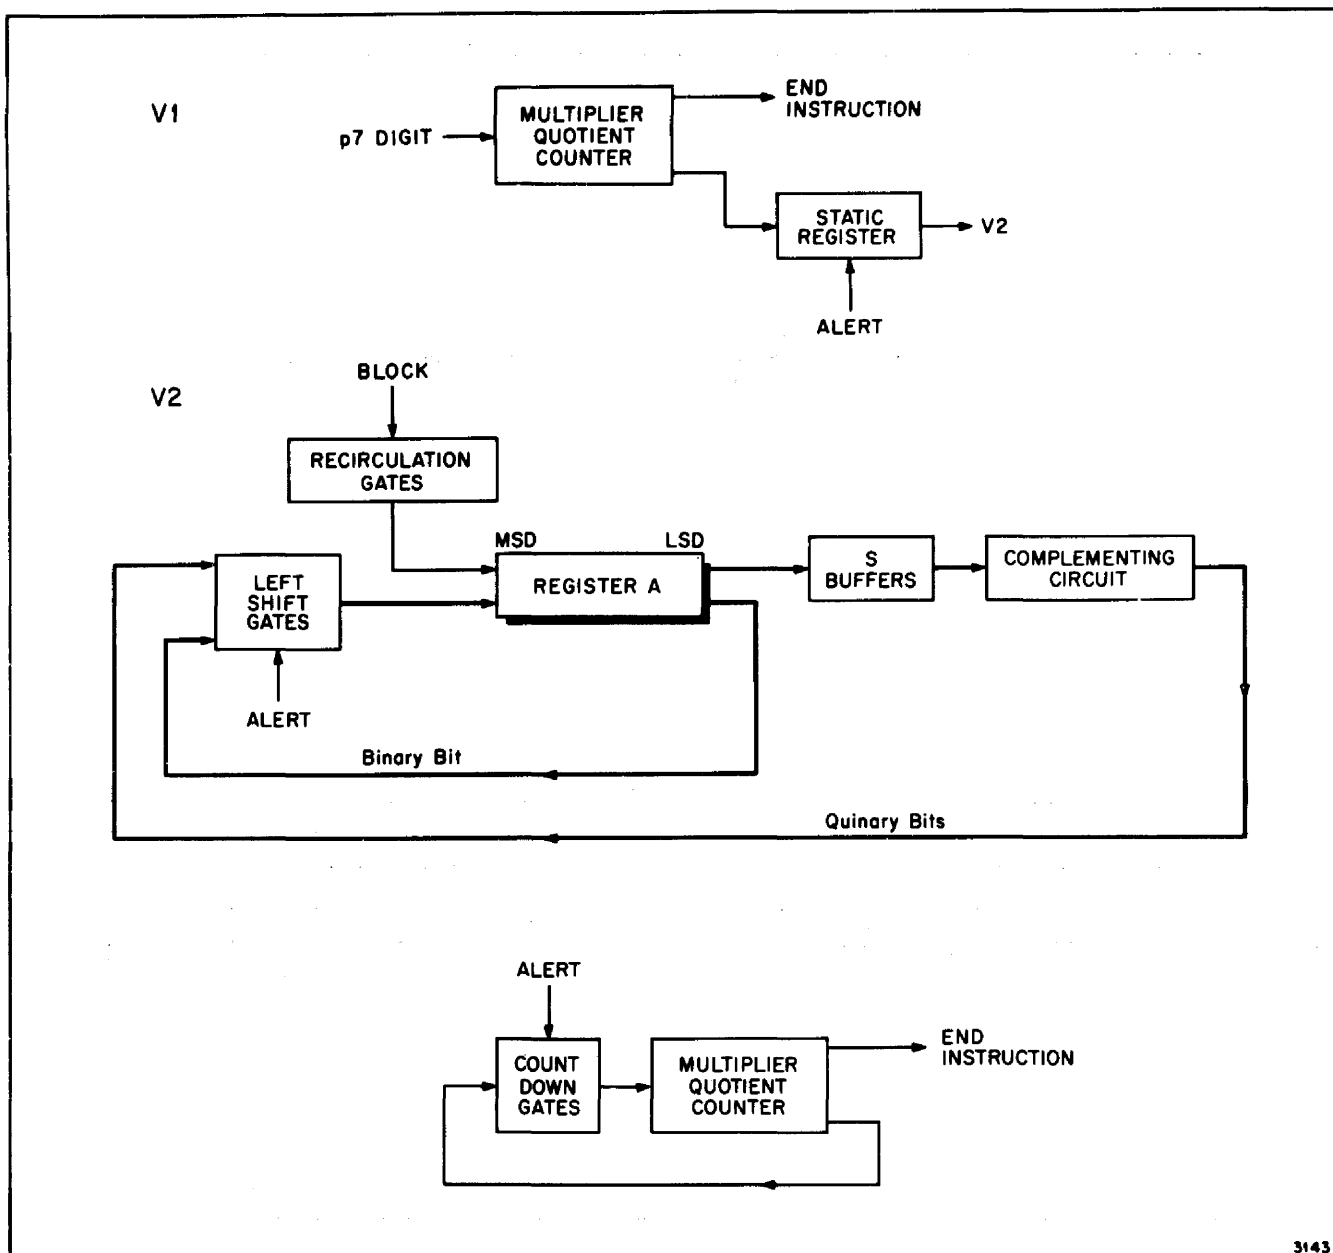 V1
p7 DIGIT
MULTIPLIER
QUOTIENT
COUNTER
END
INSTRUCTION
STATIC
REGISTER
V2
ALERT
V2
BLOCK
RECIRCULATION
GATES
MSD
LSD
LEFT
SHIFT
GATES
REGISTER A
S
BUFFERS
COMPLEMENTING
CIRCUIT
ALERT
Binary Bit
Quinary Bits
ALERT
COUNT
DOWN
GATES
MULTIPLIER
QUOTIENT
COUNTER
END
INSTRUCTION
3143